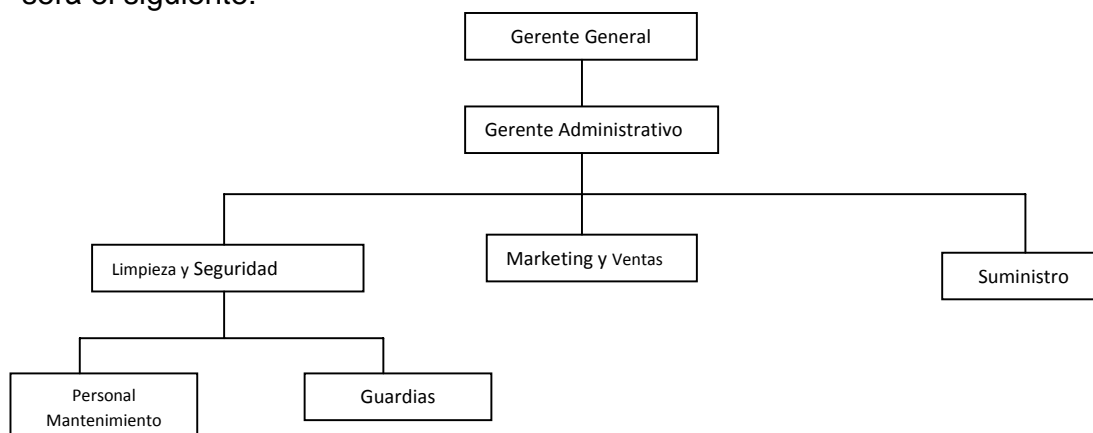 será el siguiente:
Gerente General
Gerente Administrativo
Limpieza y Seguridad
Marketing y Ventas
Suministro
Personal
Mantenimiento
Guardias